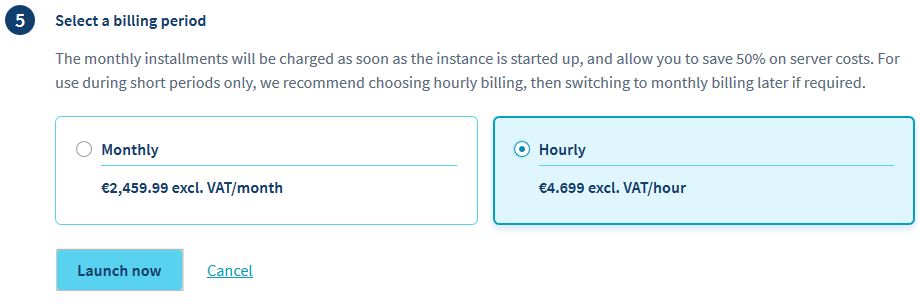 5 Select a billing period
The monthly installments will be charged as soon as the instance is started up, and allow you to save 50% on server costs. For
use during short periods only, we recommend choosing hourly billing, then switching to monthly billing later if required.
Monthly
€2,459.99 excl. VAT/month
Hourly
€4.699 excl. VAT/hour
Launch now Cancel